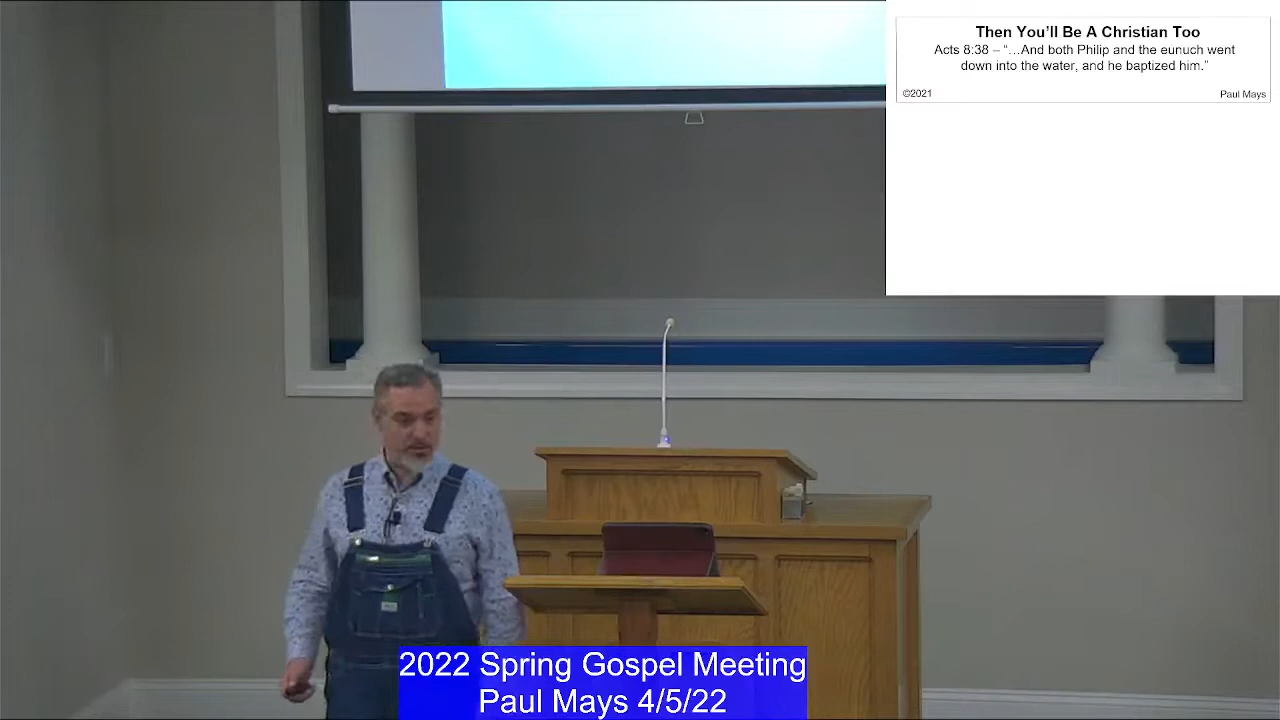 Then You'll Be A Christian Too
Acts 8:38 – “…And both Philip and the eunuch went
down into the water, and he baptized him.”
©2021 Paul Mays
2022 Spring Gospel Meeting
Paul Mays 4/5/22